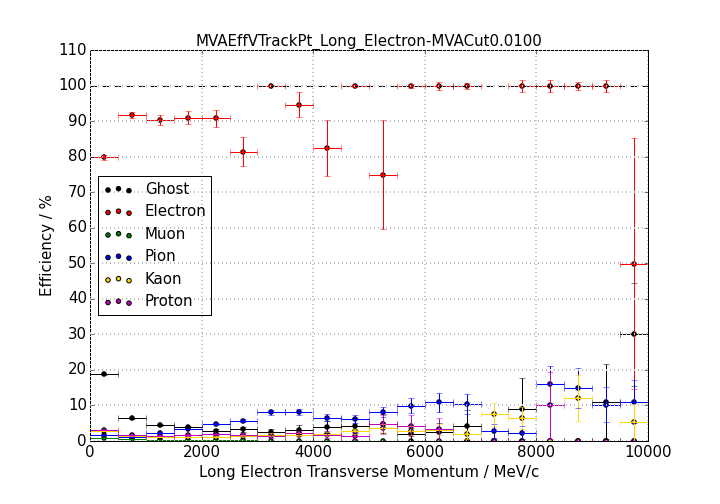 MVAEffVTrackPt_Long_Electron-MVACut0.0100
110
100
90
80
70
60
50
40
30
20
10
0
Efficiency / %
Ghost
Electron
Muon
Pion
Kaon
Proton
0 2000 4000 6000 8000 10000
Long Electron Transverse Momentum / MeV/c